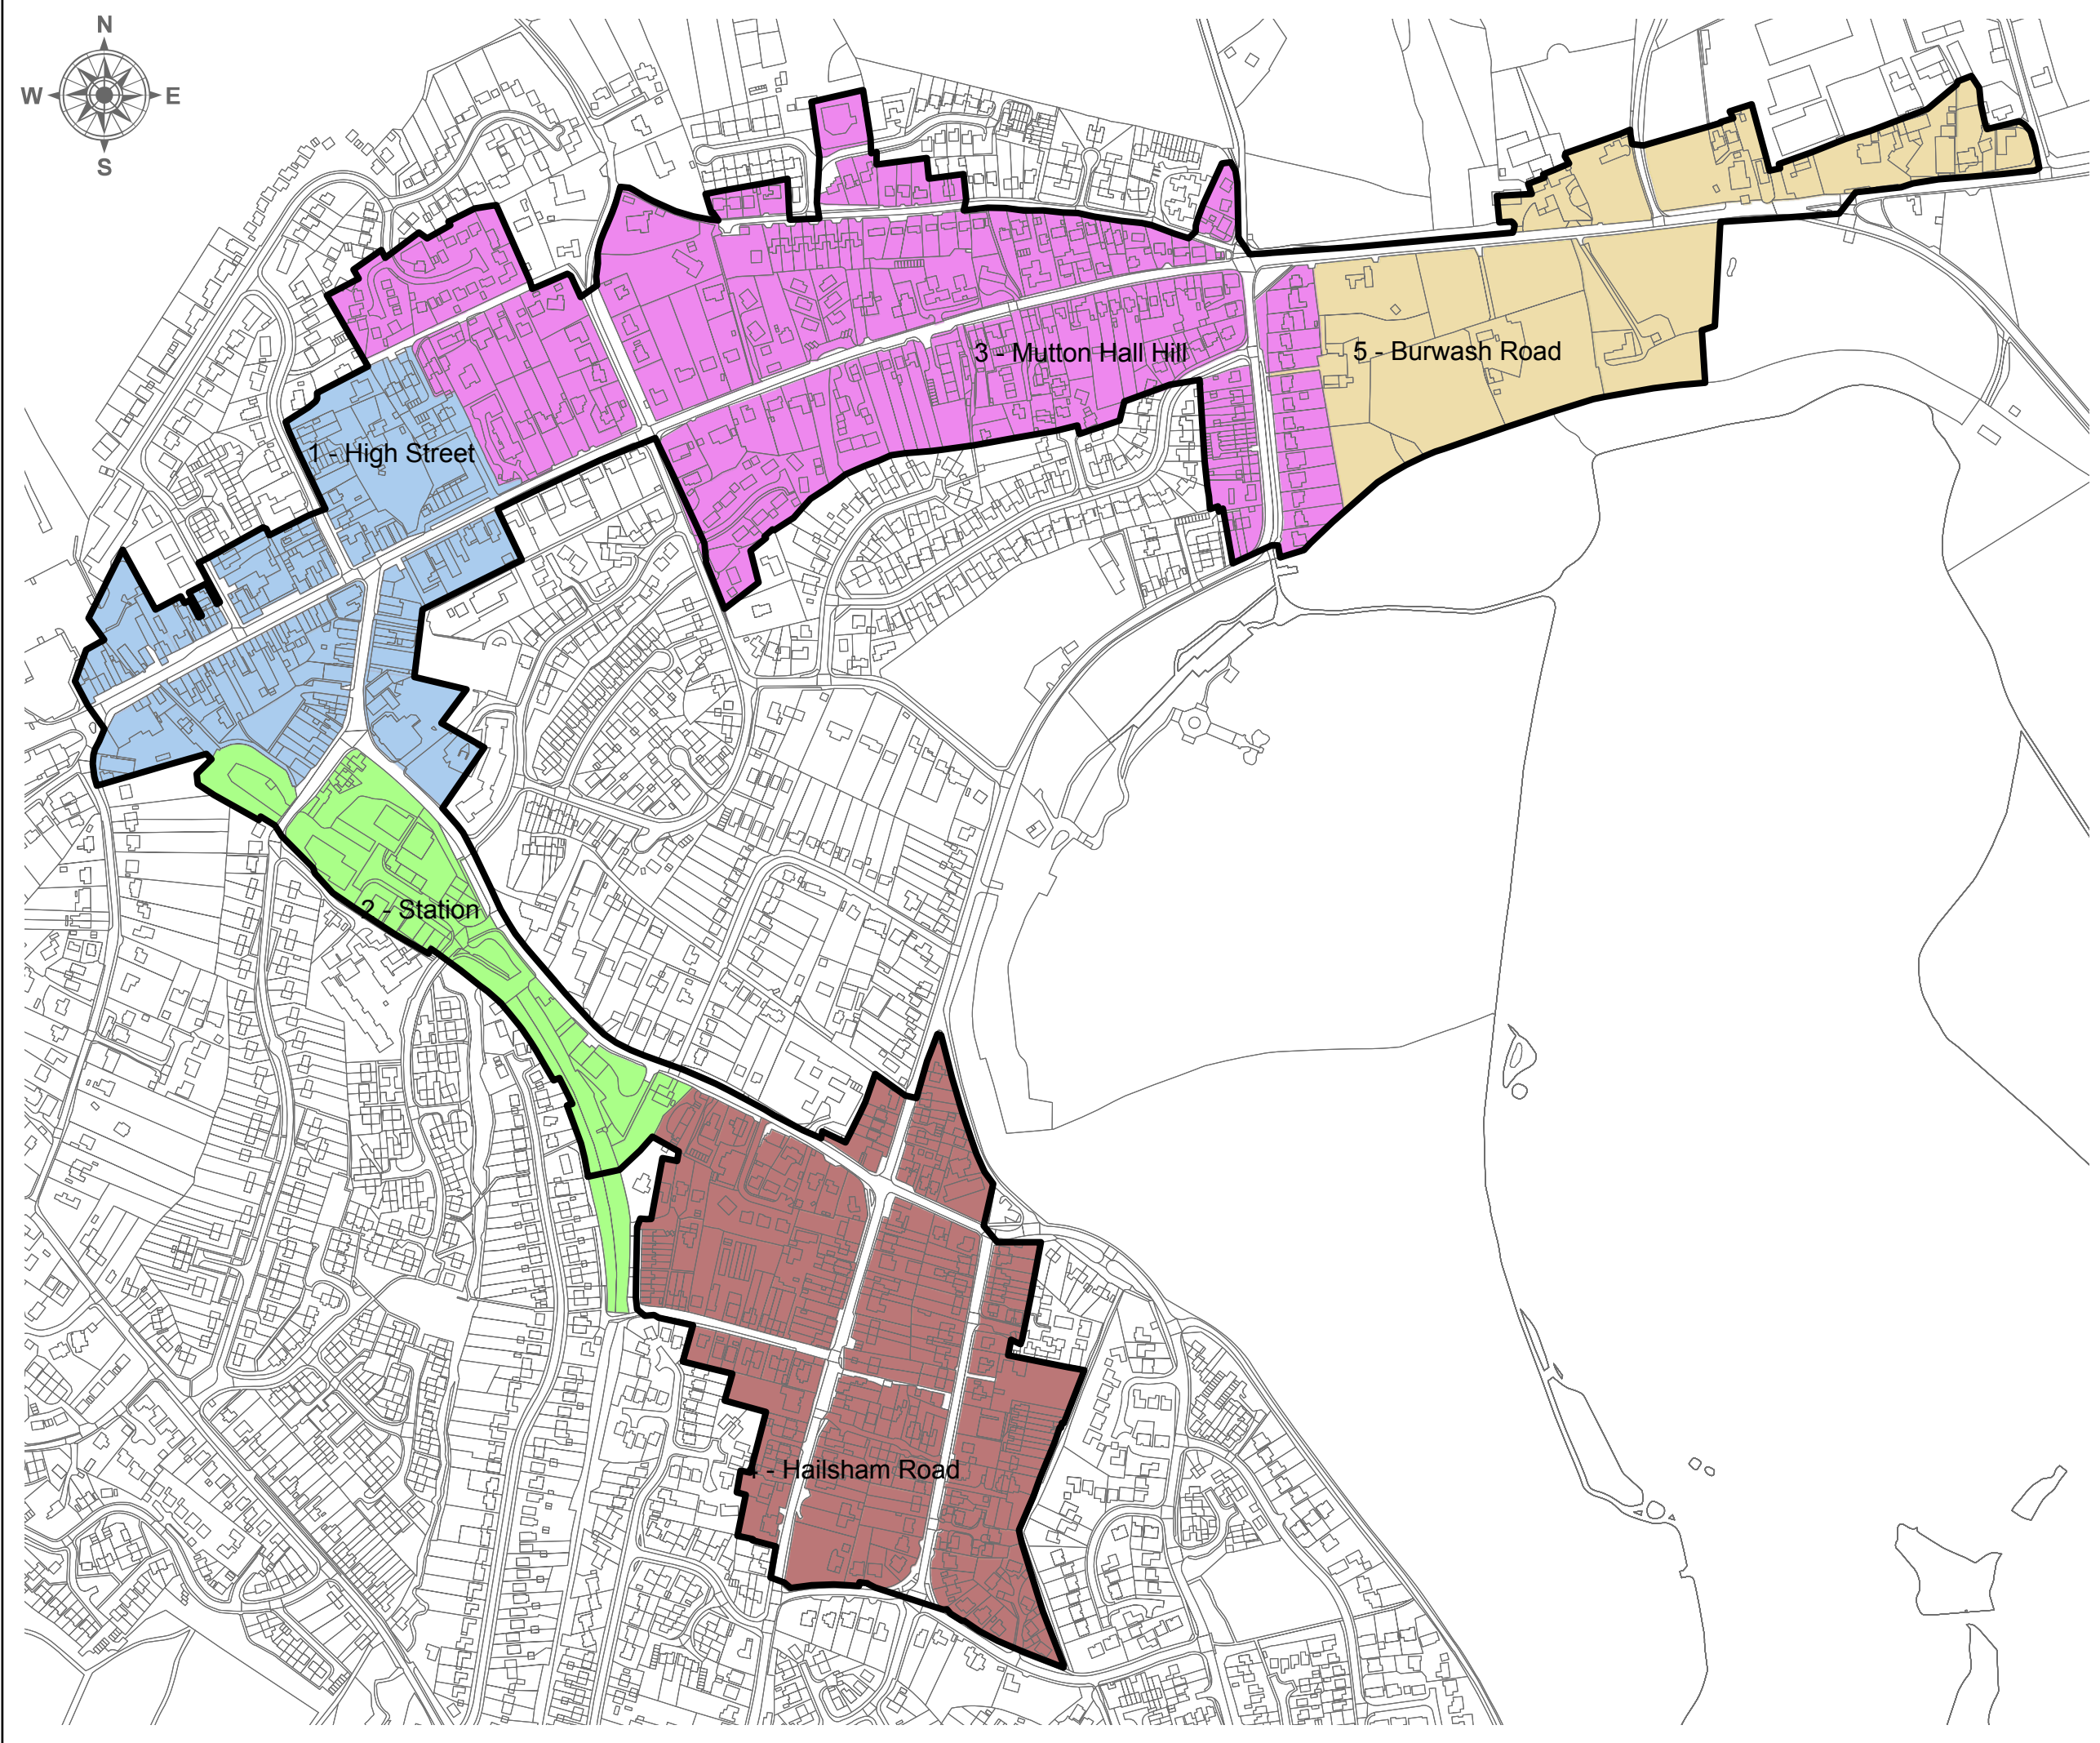 N
W E
S
3 - Mutton Hall Hill
5 - Burwash Road
1 - High Street
2 - Station
4 - Hailsham Road